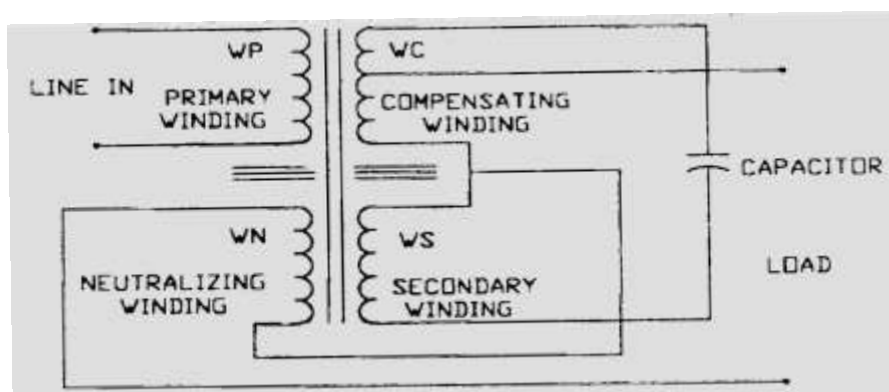 WP
WC
LINE IN
PRIMARY
WINDING
COMPENSATING
WINDING
CAPACITOR
WN
WS
LOAD
NEUTRALIZING
WINDING
SECONDARY
WINDING